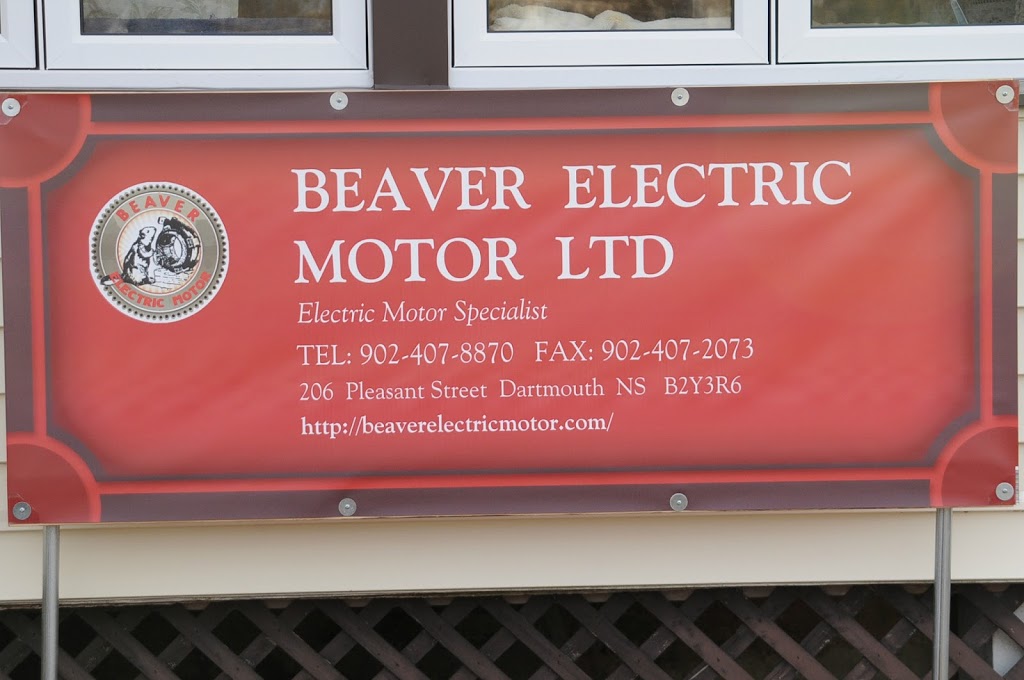 BEAVER
ELECTRIC MOTOR
BEAVER ELECTRIC
MOTOR LTD
Electric Motor Specialist
TEL: 902-407-8870 FAX: 902-407-2073
206 Pleasant Street Dartmouth NS B2Y3R6
http://beaverelectricmotor.com/